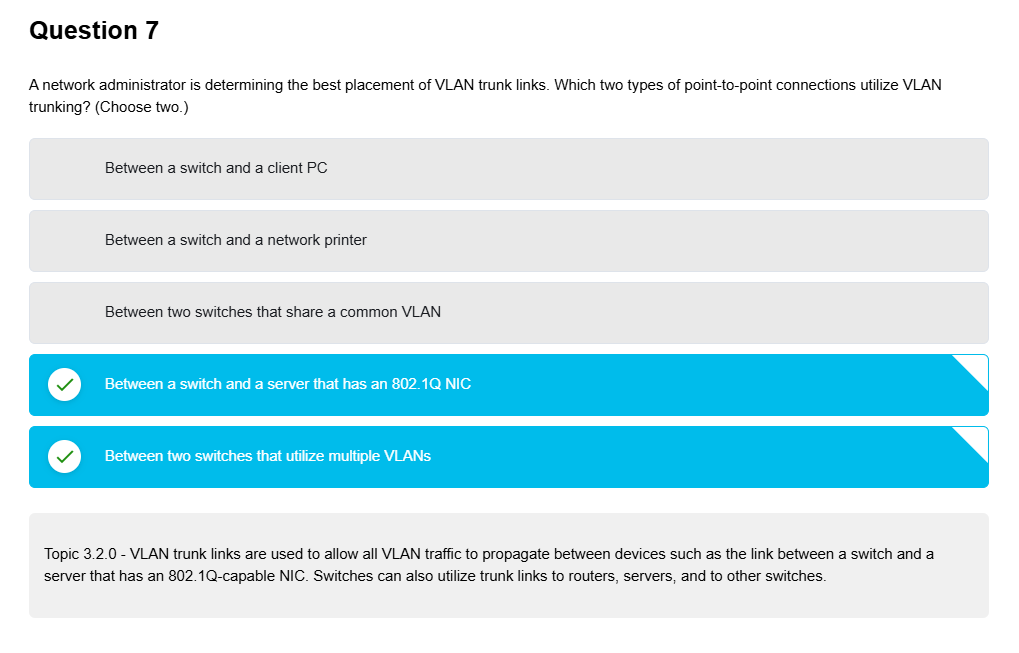 Question 7
A network administrator is determining the best placement of VLAN trunk links. Which two types of point-to-point connections utilize VLAN
trunking? (Choose two.)
Between a switch and a client PC
Between a switch and a network printer
Between two switches that share a common VLAN
Between a switch and a server that has an 802.1Q NIC
Between two switches that utilize multiple VLANs
Topic 3.2.0 - VLAN trunk links are used to allow all VLAN traffic to propagate between devices such as the link between a switch and a
server that has an 802.1Q-capable NIC. Switches can also utilize trunk links to routers, servers, and to other switches.